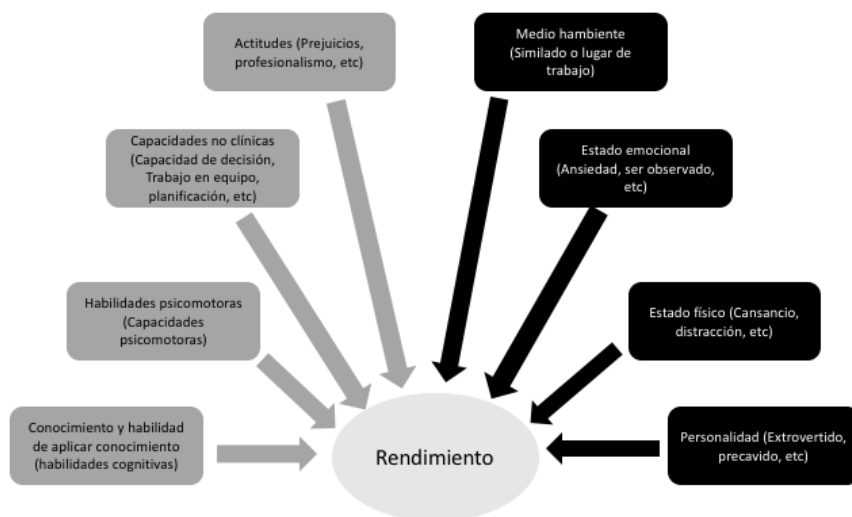 Actitudes (Prejuicios,
profesionalismo, etc)
Medio hambiente
(Similado o lugar de
trabajo)
Capacidades no clínicas
(Capacidad de decisión,
Trabajo en equipo,
planificación, etc)
Estado emocional
(Ansiedad, ser observado,
etc)
Habilidades psicomotoras
(Capacidades
psicomotoras)
Estado físico (Cansancio,
distracción, etc)
Conocimiento y habilidad
de aplicar conocimiento
(habilidades cognitivas)
Personalidad (Extrovertido,
precavido, etc)
Rendimiento